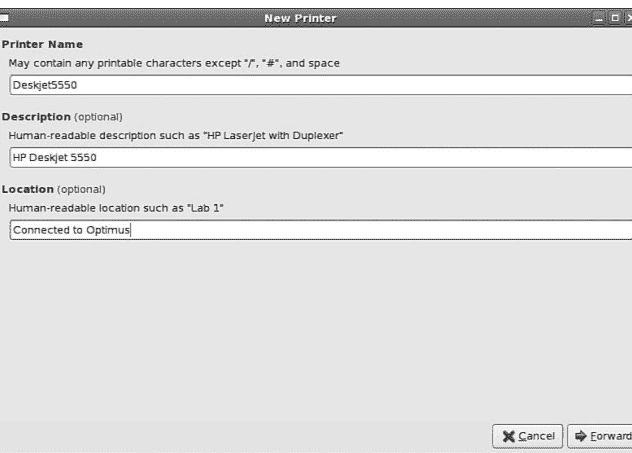 New Printer
Printer Name
May contain any printable characters except "/", "#", and space
Deskjet5550
Description (optional)
Human-readable description such as "HP LaserJet with Duplexer"
HP Deskjet 5550
Location (optional)
Human-readable location such as "Lab 1"
Connected to Optimus
Cancel
Forward